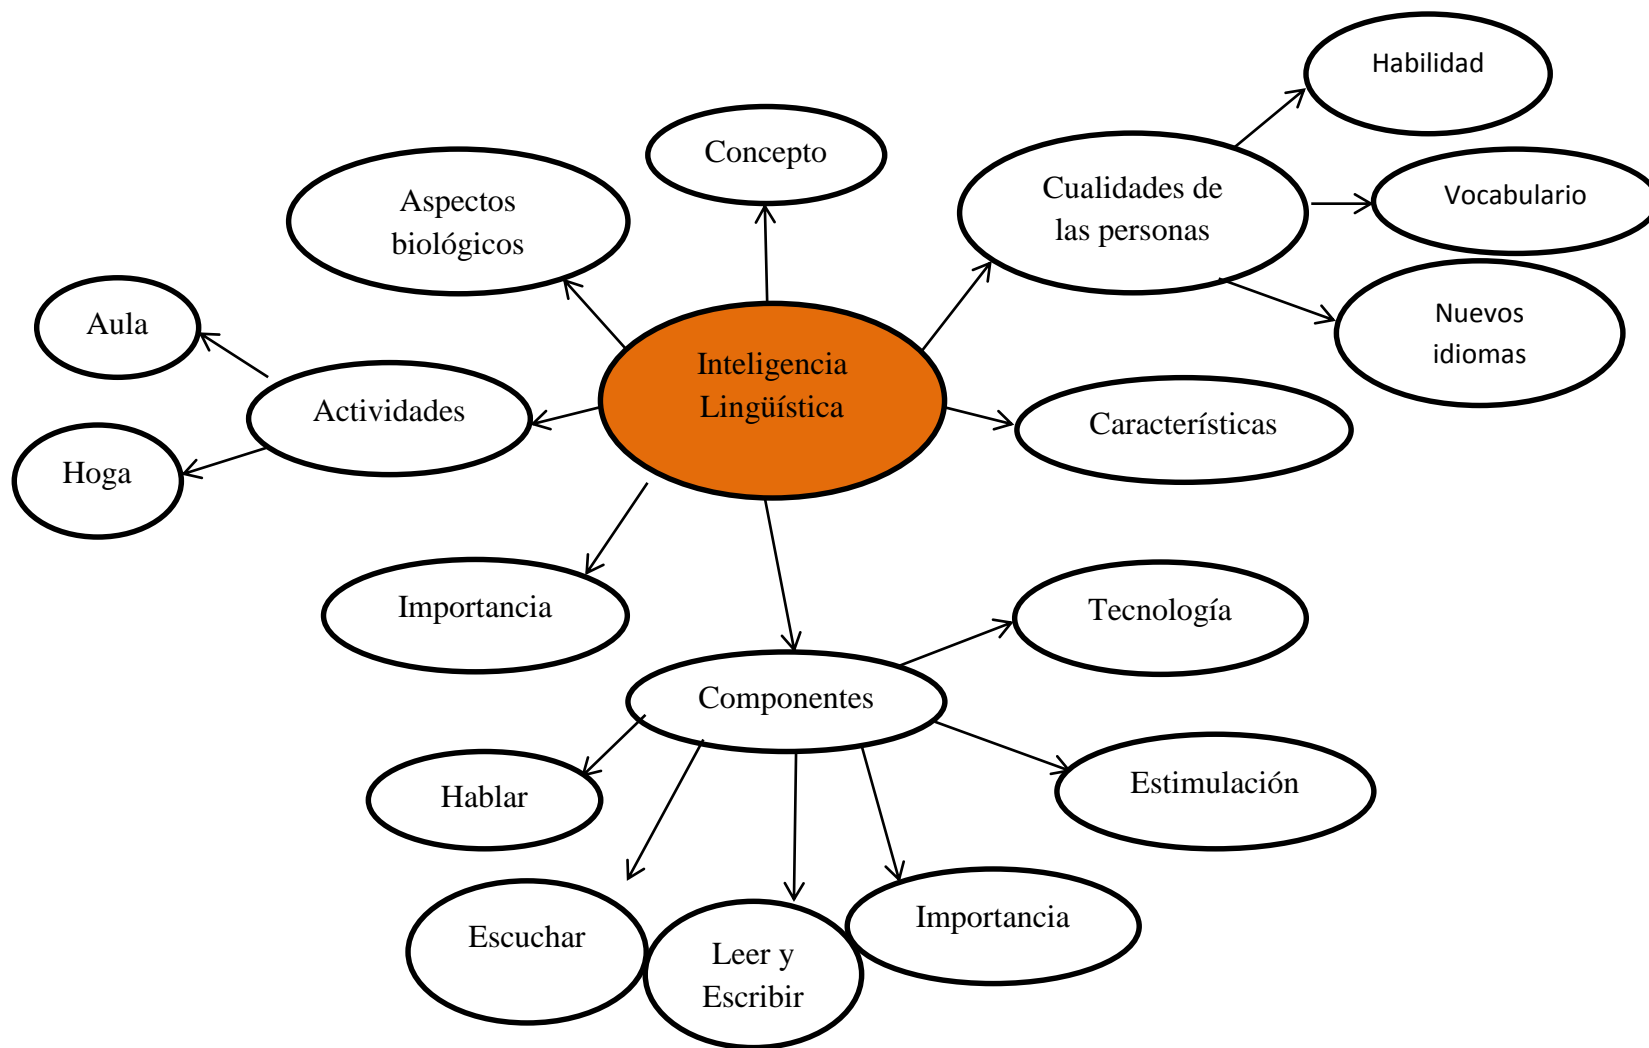 Habilidad
Concepto
Vocabulario
Cualidades de
las personas
Aspectos
biológicos
Nuevos
idiomas
Aula
Inteligencia
Lingüística
Actividades
Característísticas
Hoga
Importancia
Tecnología
Componentes
Estimulación
Hablar
Importancia
Escuchar
Leer y
Escribir